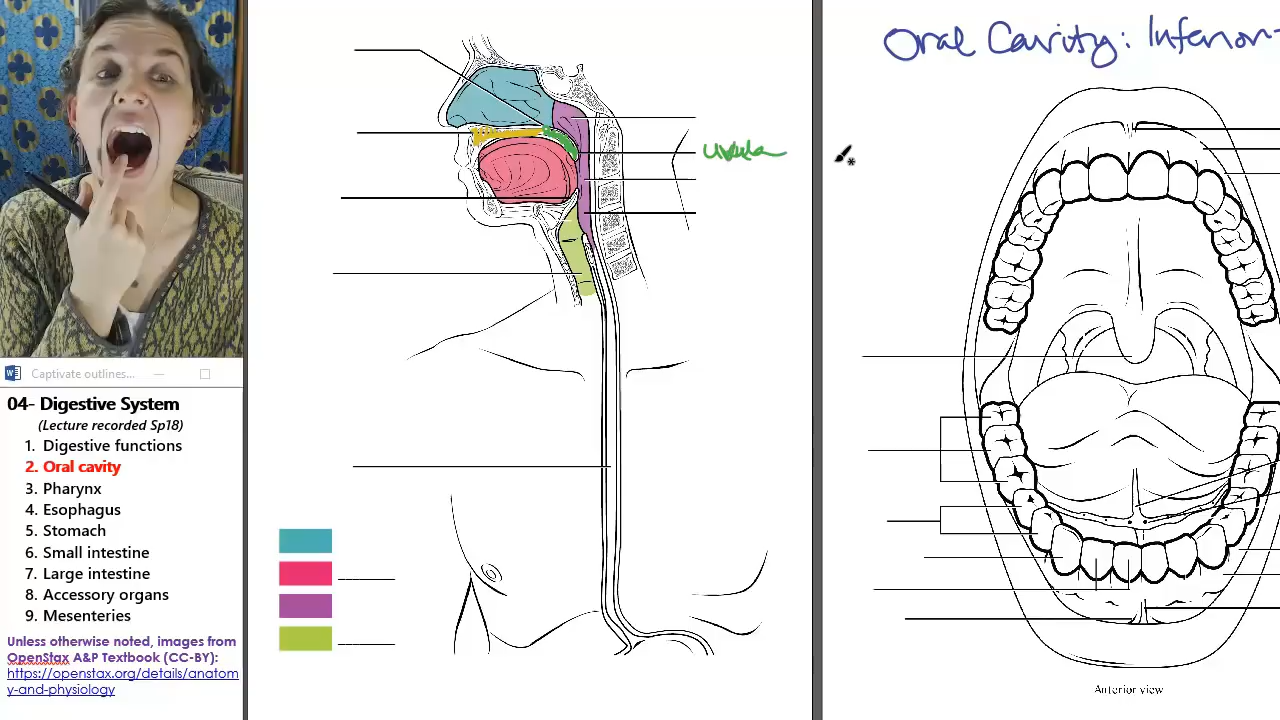 Captivate outlines...
04- Digestive System
(Lecture recorded Sp18)
1. Digestive functions
2. Oral cavity
3. Pharynx
4. Esophagus
5. Stomach
6. Small intestine
7. Large intestine
8. Accessory organs
9. Mesenteries
Unless otherwise noted, images from
OpenStax A&P Textbook (CC-BY):
https://openstax.org/details/anatom
y-and-physiology
uvula
Oral Cavity: Inferior-
Anterior view